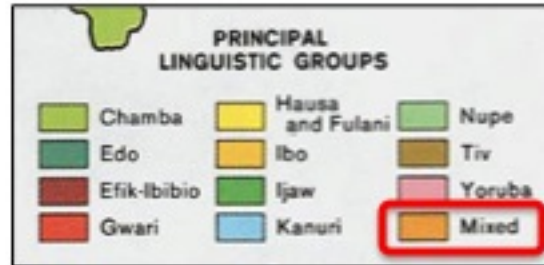 PRINCIPAL
LINGUISTIC GROUPS
Chamba
Edo
Efik-Ibibio
Gwari
Hausa
and Fulani
Ibo
Ijaw
Kanuri
Nupe
Tiv
Yoruba
Mixed